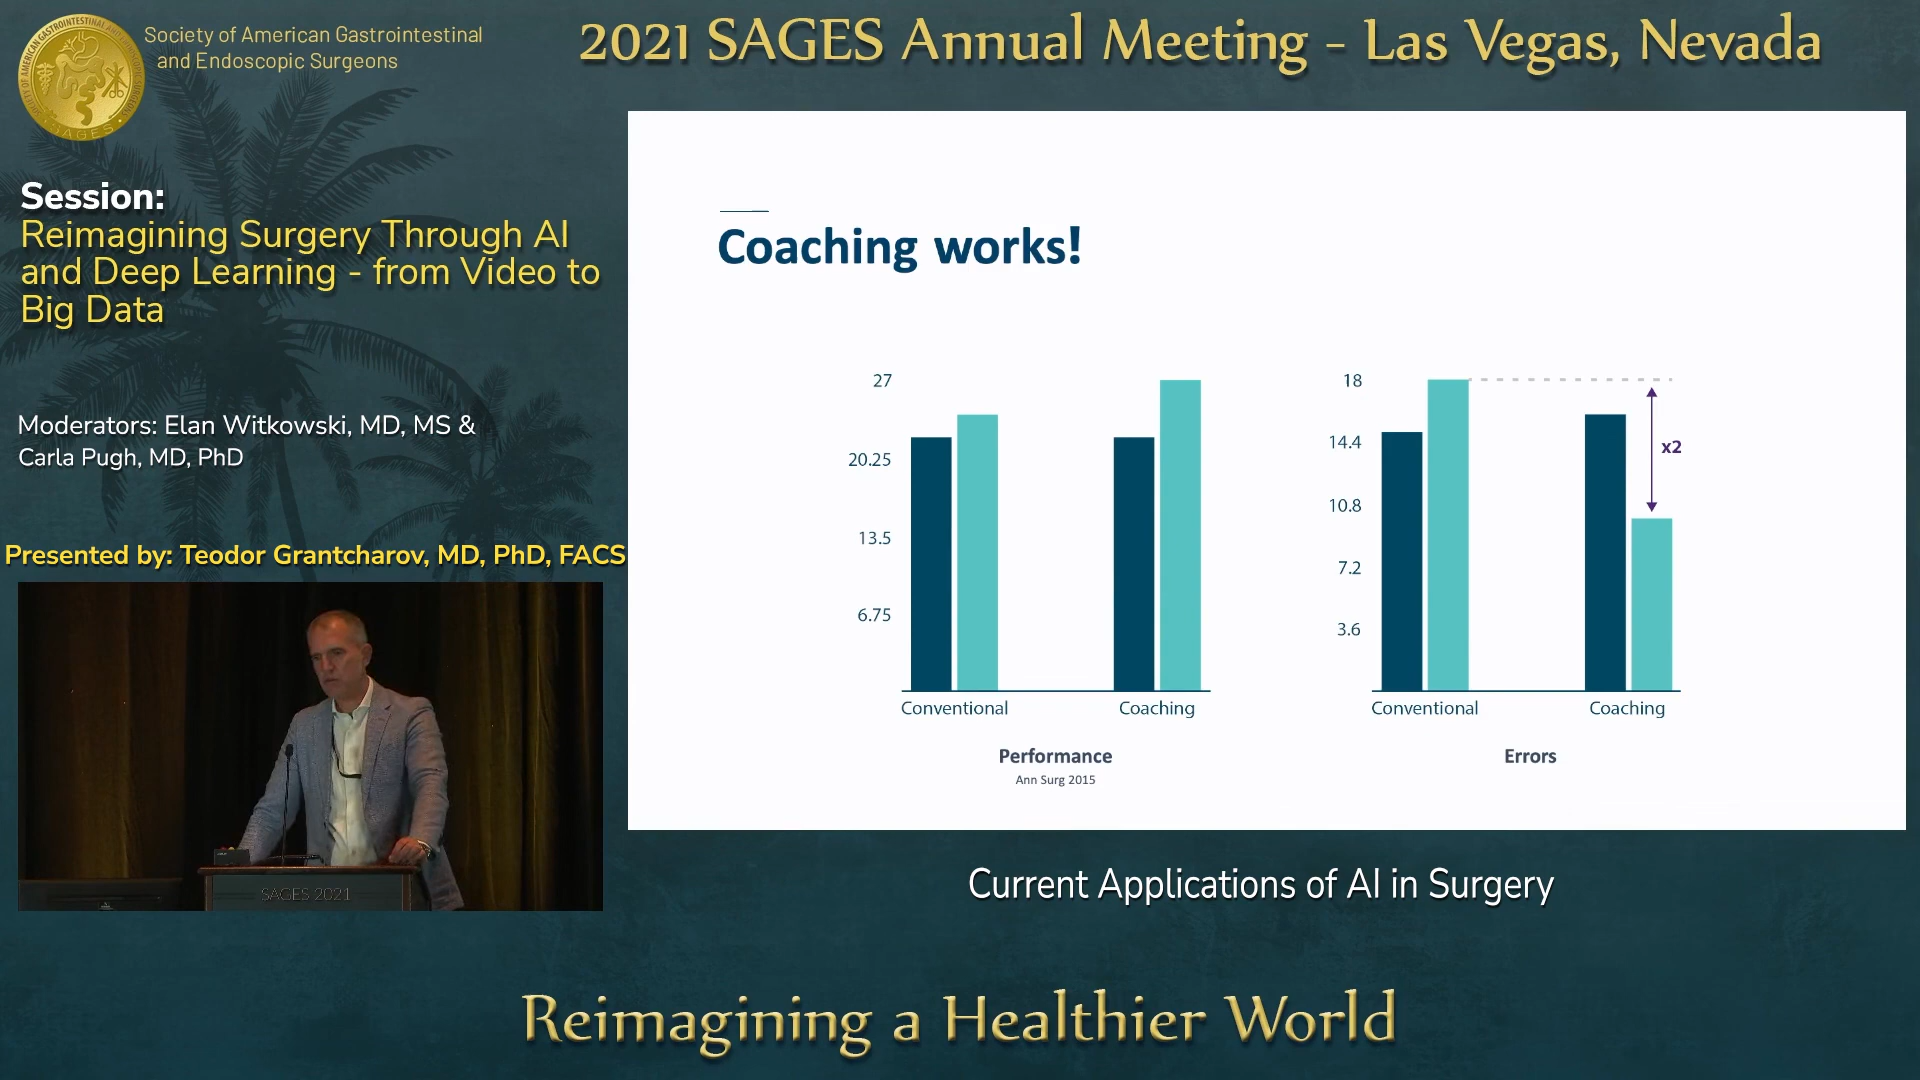 Society of American Gastrointestinal
and Endoscopic Surgeons
2021 SAGES Annual Meeting - Las Vegas, Nevada
SAGES
Session:
Reimagining Surgery Through AI
and Deep Learning - from Video to
Big Data
Moderators: Elan Witkowski, MD, MS &
Carla Pugh, MD, PhD
Presented by: Teodor Grantcharov, MD, PhD, FACS
SAGES 2021
Coaching works!
27
20.25
13.5
6.75
Conventional
Coaching
Performance
Ann Surg 2015
18
14.4
10.8
7.2
3.6
x2
Conventional
Coaching
Errors
Current Applications of AI in Surgery
Reimagining a Healthier World